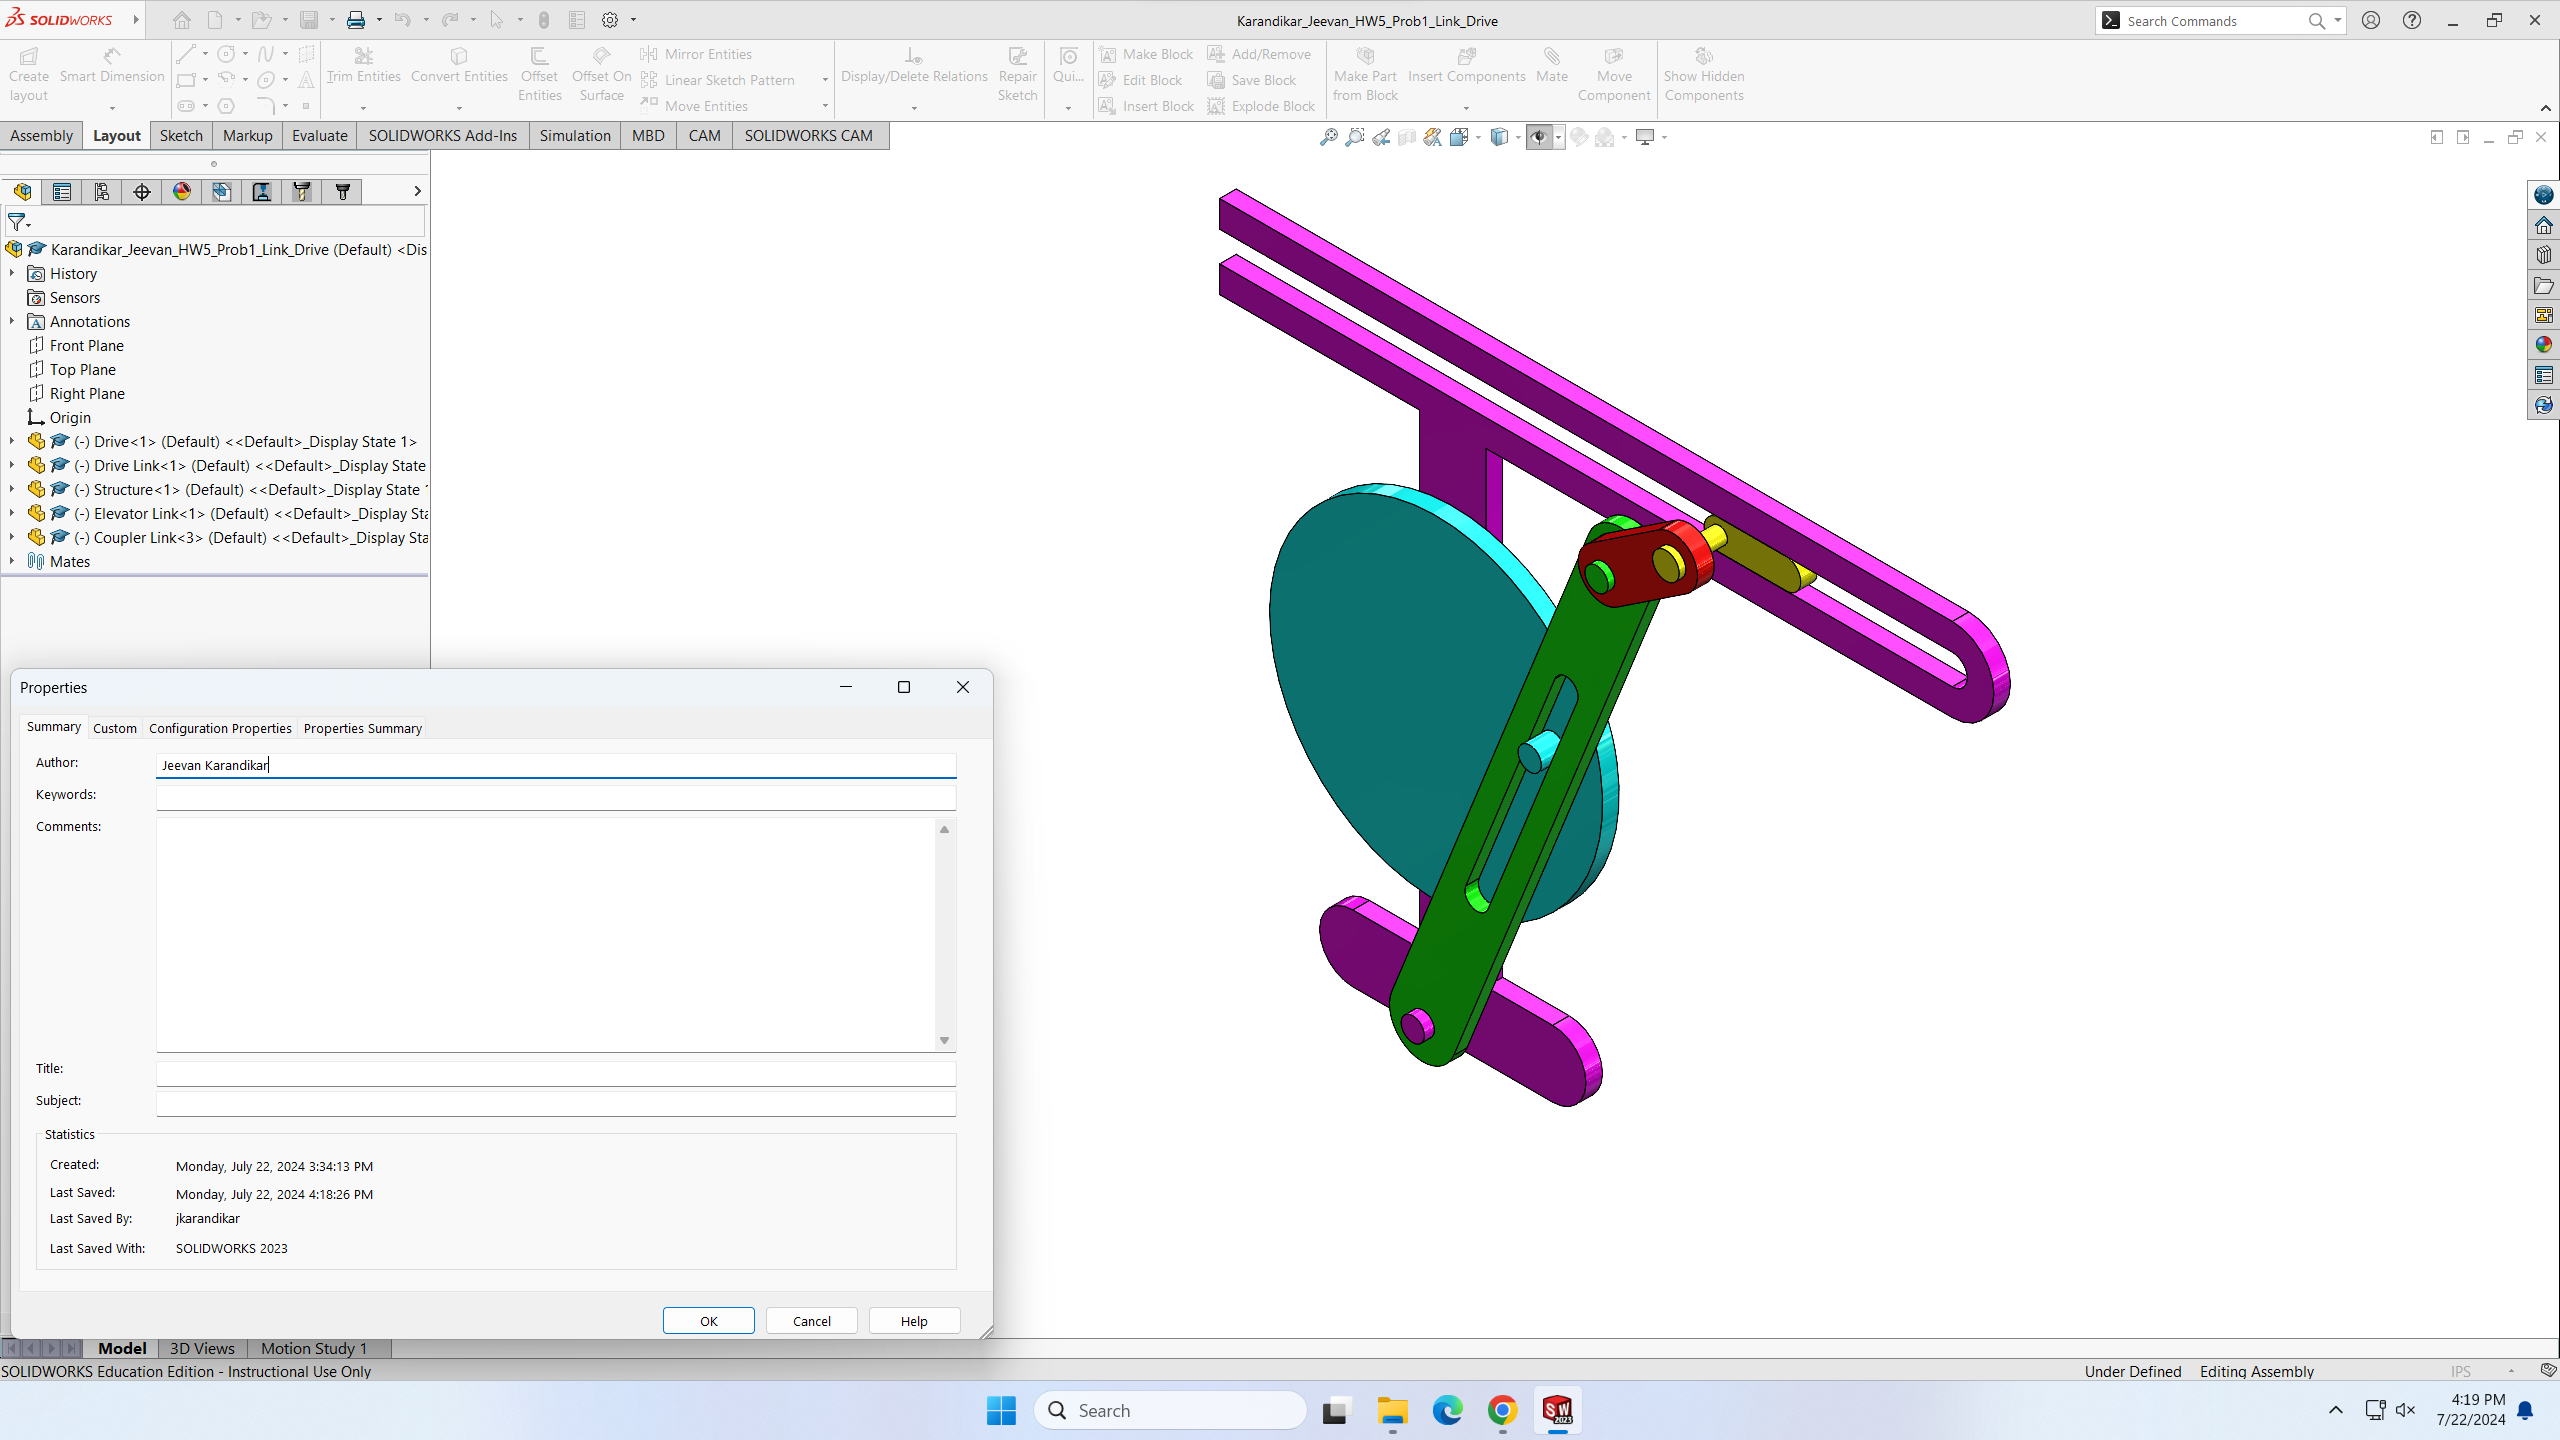 SOLIDWORKS
Karandikar_Jeevan_HW5_Prob1_Link_Drive
Search Commands
Create layout
Smart Dimension
Trim Entities
Convert Entities
Offset Entities
Offset On Surface
Mirror Entities
Linear Sketch Pattern
Move Entities
Display/Delete Relations
Repair Sketch
Qui...
Make Block
Edit Block
Insert Block
Add/Remove
Save Block
Explode Block
Make Part from Block
Insert Components
Mate
Move Component
Show Hidden Components
Assembly
Layout
Sketch
Markup
Evaluate
SOLIDWORKS Add-Ins
Simulation
MBD
CAM
SOLIDWORKS CAM
Karandikar_Jeevan_HW5_Prob1_Link_Drive (Default) <Dis
History
Sensors
Annotations
Front Plane
Top Plane
Right Plane
Origin
(-) Drive<1> (Default) <<Default>_Display State 1>
(-) Drive Link<1> (Default) <<Default>_Display State
(-) Structure<1> (Default) <<Default>_Display State
(-) Elevator Link<1> (Default) <<Default>_Display Sta
(-) Coupler Link<3> (Default) <<Default>_Display Sta
Mates
Properties
Summary
Custom
Configuration Properties
Properties Summary
Author:
Jeevan Karandikar
Keywords:
Comments:
Title:
Subject:
Statistics
Created:
Monday, July 22, 2024 3:34:13 PM
Last Saved:
Monday, July 22, 2024 4:18:26 PM
Last Saved By:
jkarandikar
Last Saved With:
SOLIDWORKS 2023
OK
Cancel
Help
Model
3D Views
Motion Study 1
SOLIDWORKS Education Edition - Instructional Use Only
Under Defined
Editing Assembly
IPS
Search
SW
2023
4:19 PM
7/22/2024